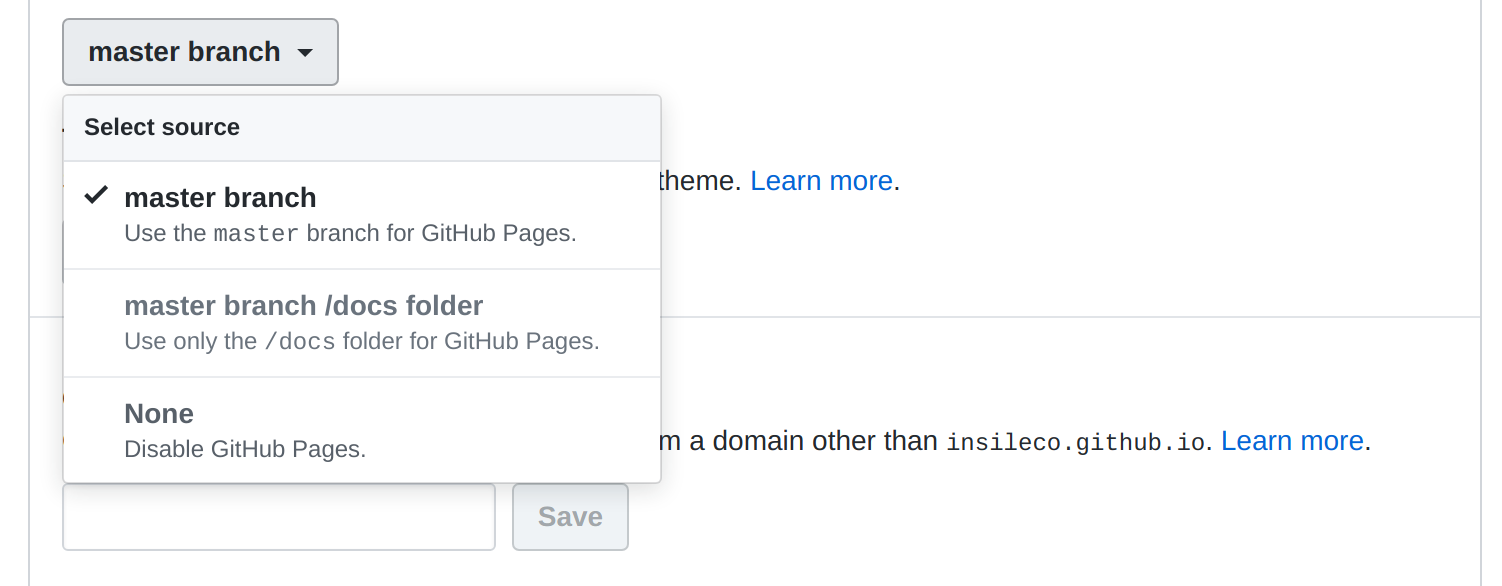 master branch
Select source
master branch
Use the master branch for GitHub Pages.
theme. Learn more.
master branch /docs folder
Use only the /docs folder for GitHub Pages.
None
Disable GitHub Pages.
m a domain other than insileco.github.io. Learn more.
Save